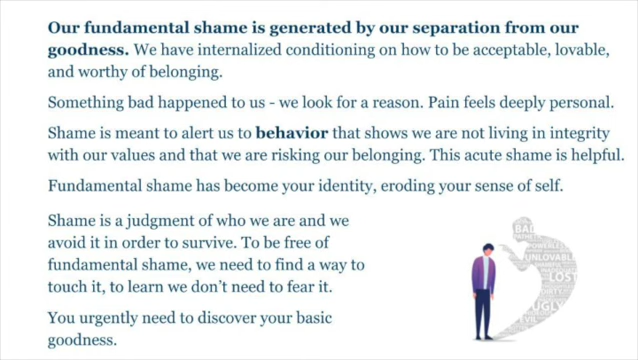 Our fundamental shame is generated by our separation from our
goodness. We have internalized conditioning on how to be acceptable, lovable,
and worthy of belonging.
Something bad happened to us - we look for a reason. Pain feels deeply personal.
Shame is meant to alert us to behavior that shows we are not living in integrity
with our values and that we are risking our belonging. This acute shame is helpful.
Fundamental shame has become your identity, eroding your sense of self.
Shame is a judgment of who we are and we
avoid it in order to survive. To be free of
fundamental shame, we need to find a way to
touch it, to learn we don't need to fear it.
You urgently need to discover your basic
goodness.
BAD
UNLOVABLE
LOST
UGLY
EVIL